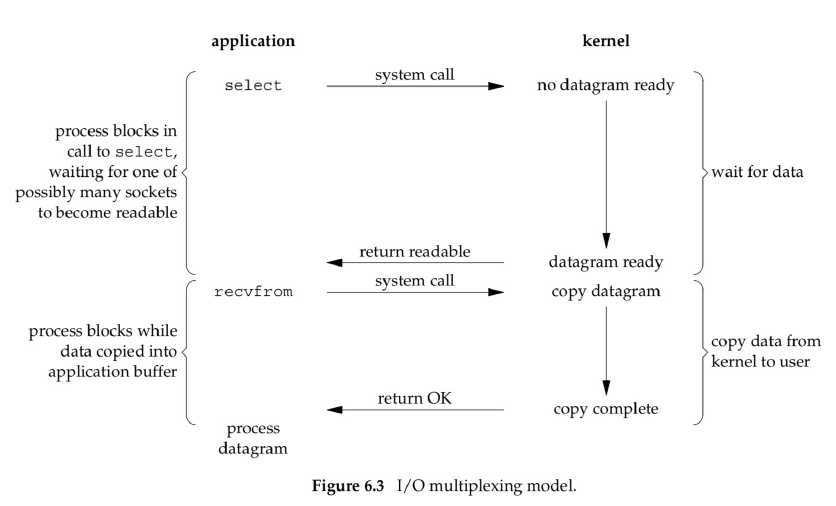 application
kernel
select
system call
no datagram ready
process blocks in
call to select,
waiting for one of
possibly many sockets
to become readable
wait for data
return readable
datagram ready
recvfrom
system call
copy datagram
process blocks while
data copied into
application buffer
copy data from
kernel to user
return OK
copy complete
process
datagram
Figure 6.3 I/O multiplexing model.